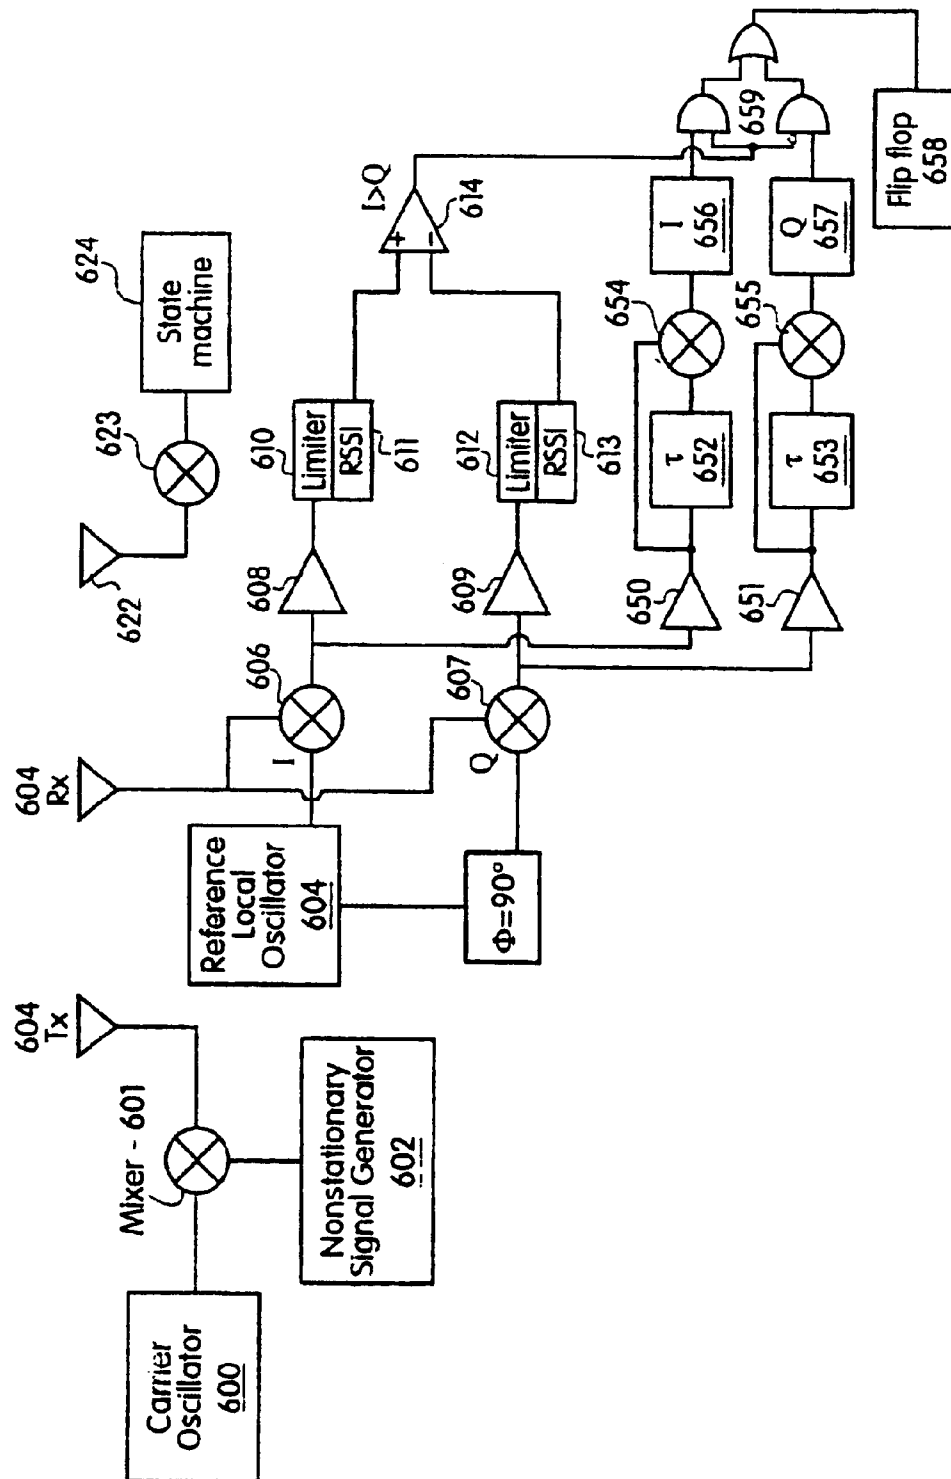 Carrier
Oscillator
600
Mixer - 601
Nonstationary
Signal Generator
602
604
Tx
Reference
Local
Oscillator
604
Φ=90°
604
Rx
I
606
Q
607
608
609
610
Limiter
RSSI
611
612
Limiter
RSSI
613
I>Q
+
−
614
622
623
624
State
machine
650
651
τ
652
τ
653
654
655
I
656
Q
657
659
Flip flop
658